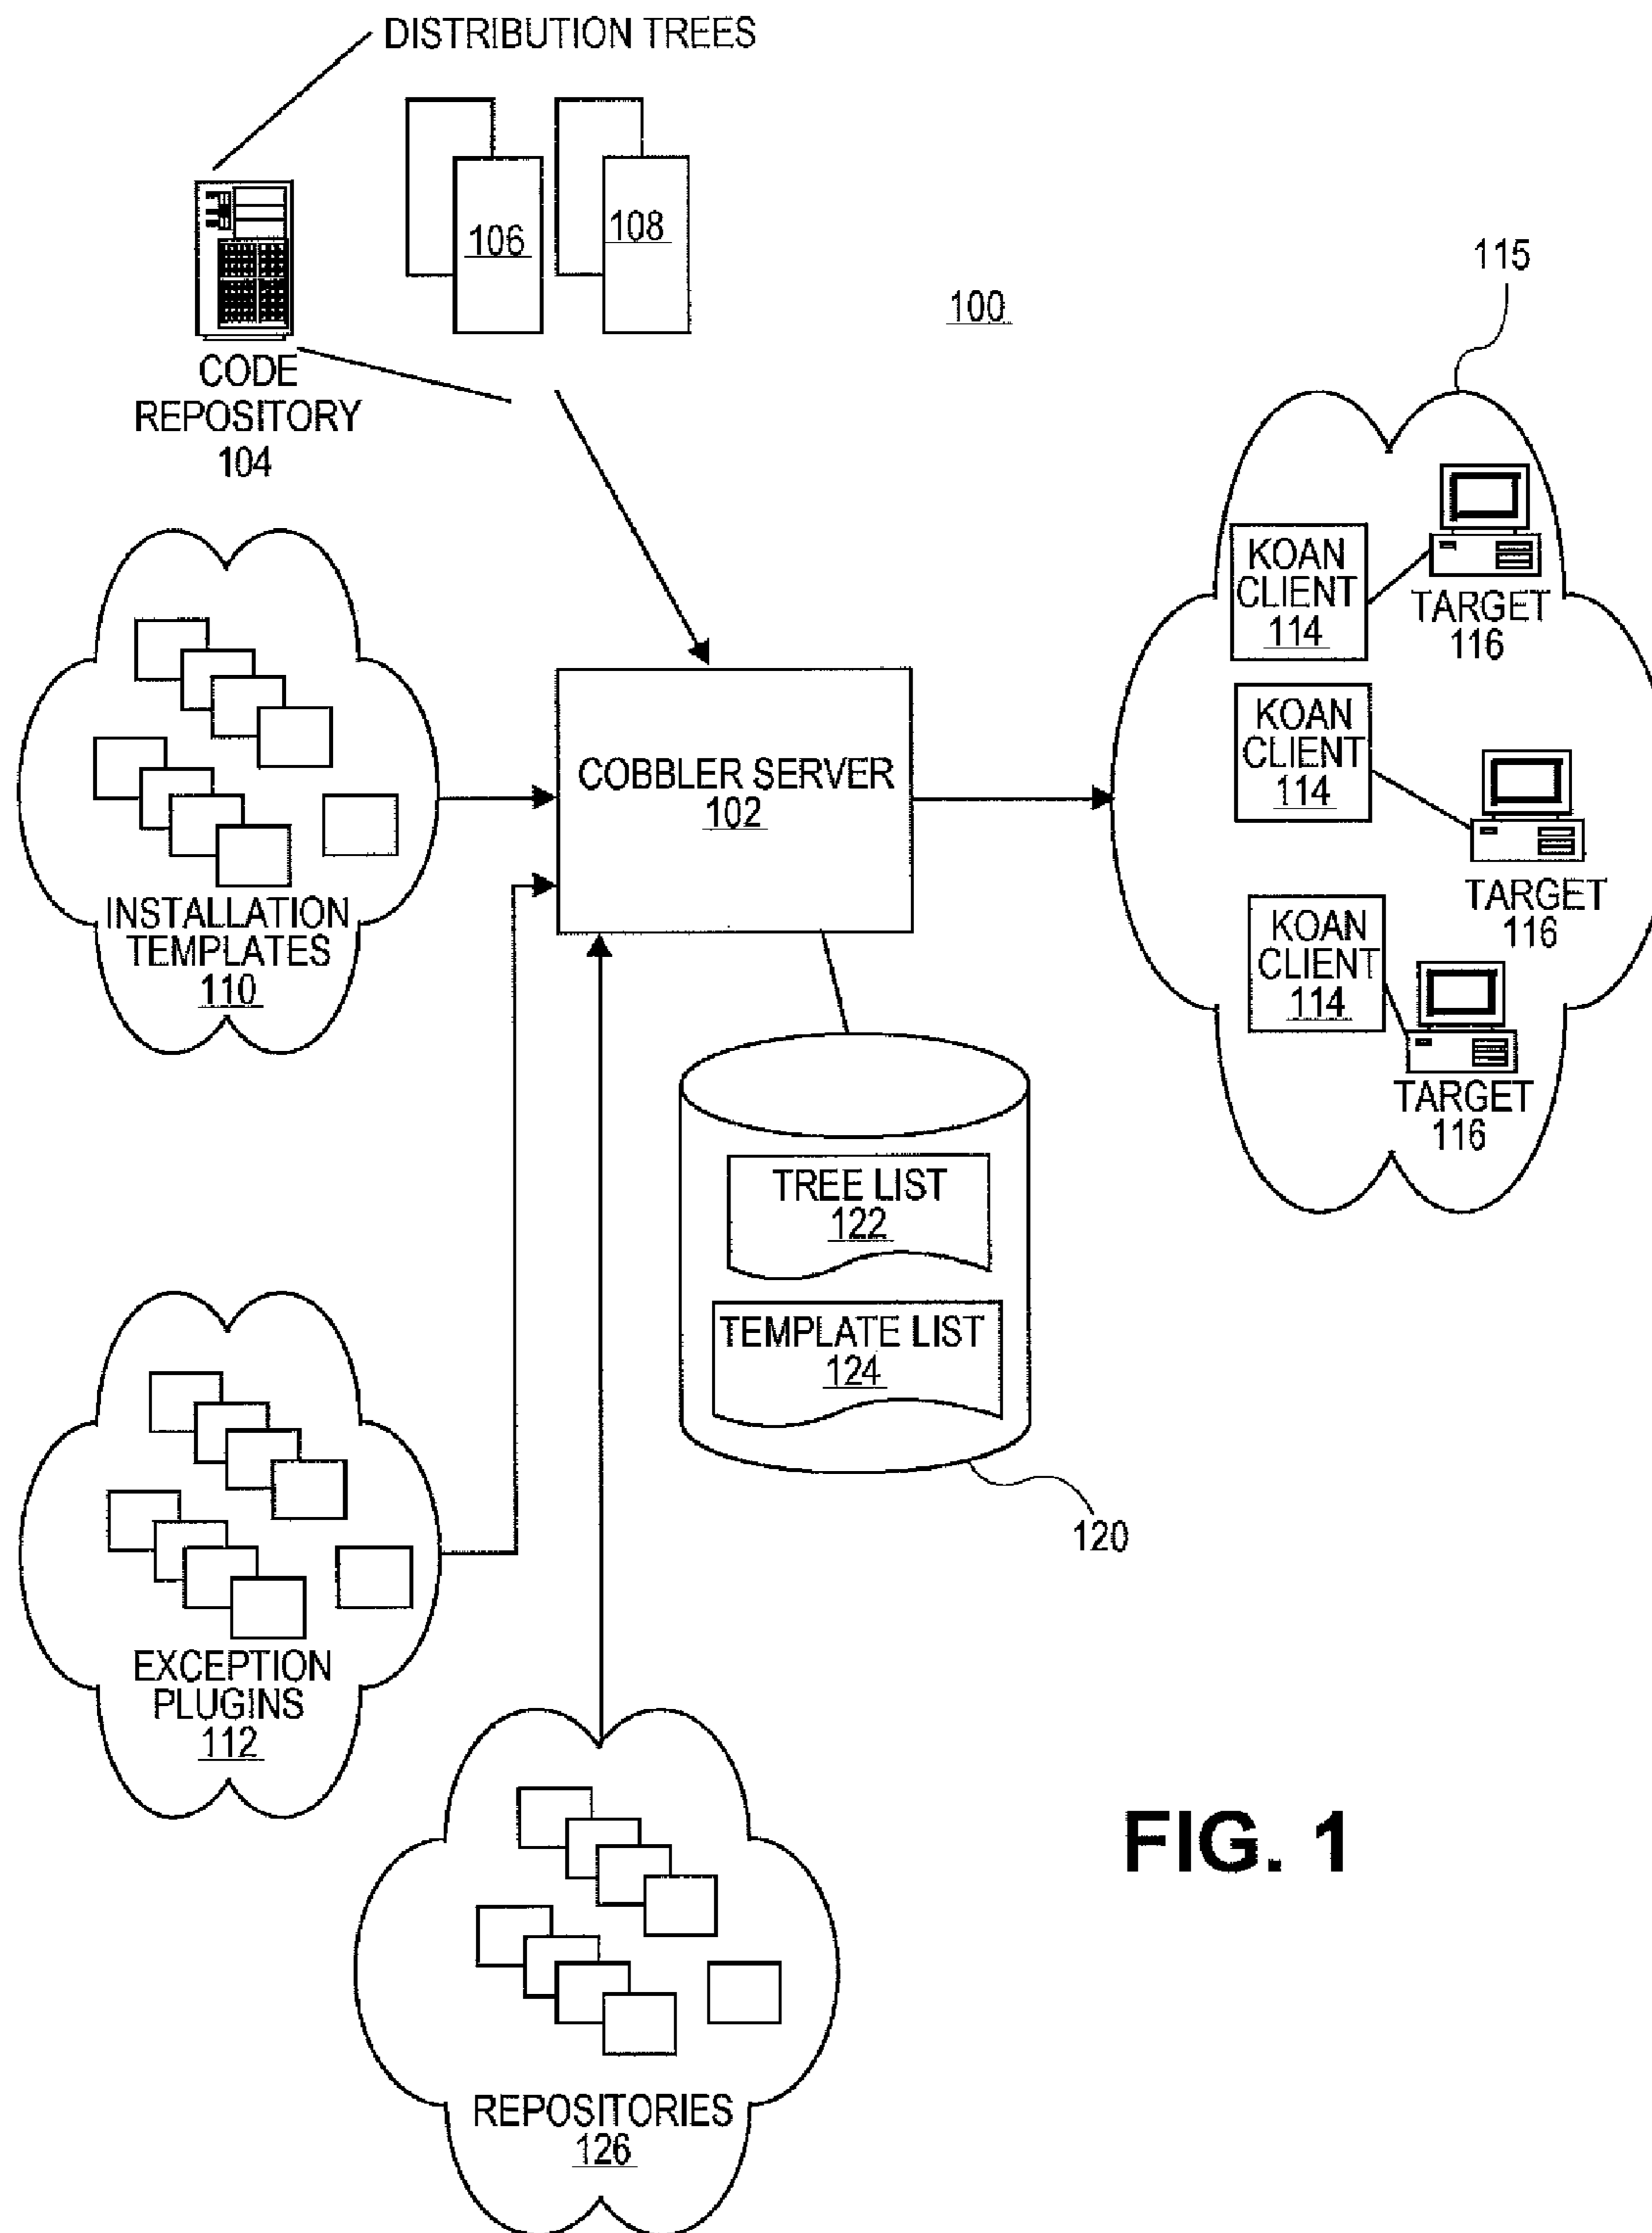 DISTRIBUTION TREES
106
108
115
100
CODE
REPOSITORY
104
KOAN
CLIENT
114
TARGET
116
KOAN
CLIENT
114
TARGET
116
KOAN
CLIENT
114
TARGET
116
COBBLER SERVER
102
INSTALLATION
TEMPLATES
110
TREE LIST
122
TEMPLATE LIST
124
120
EXCEPTION
PLUGINS
112
REPOSITORIES
126
FIG. 1